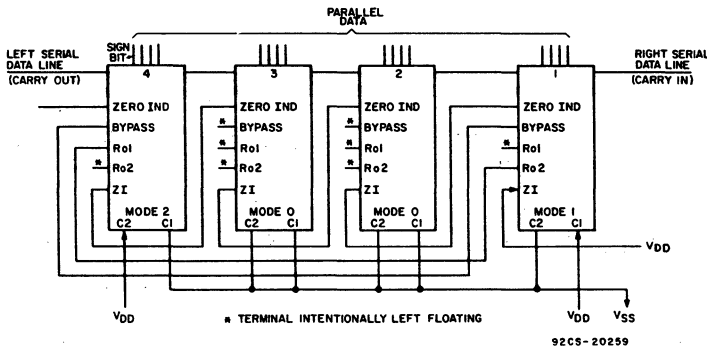 PARALLEL
DATA
LEFT SERIAL
DATA LINE
(CARRY OUT)
SIGN
BIT
RIGHT SERIAL
DATA LINE
(CARRY IN)
4
ZERO IND
BYPASS
Ro1
* Ro2
ZI
MODE 2
C2 C1
3
ZERO IND
* BYPASS
* Ro1
* Ro2
ZI
MODE 0
C2 C1
2
ZERO IND
* BYPASS
* Ro1
* Ro2
ZI
MODE 0
C2 C1
1
ZERO IND
BYPASS
* Ro1
Ro2
ZI
MODE 1
C2 C1
VDD
VDD
* TERMINAL INTENTIONALLY LEFT FLOATING
VDD
VSS
92CS-20259